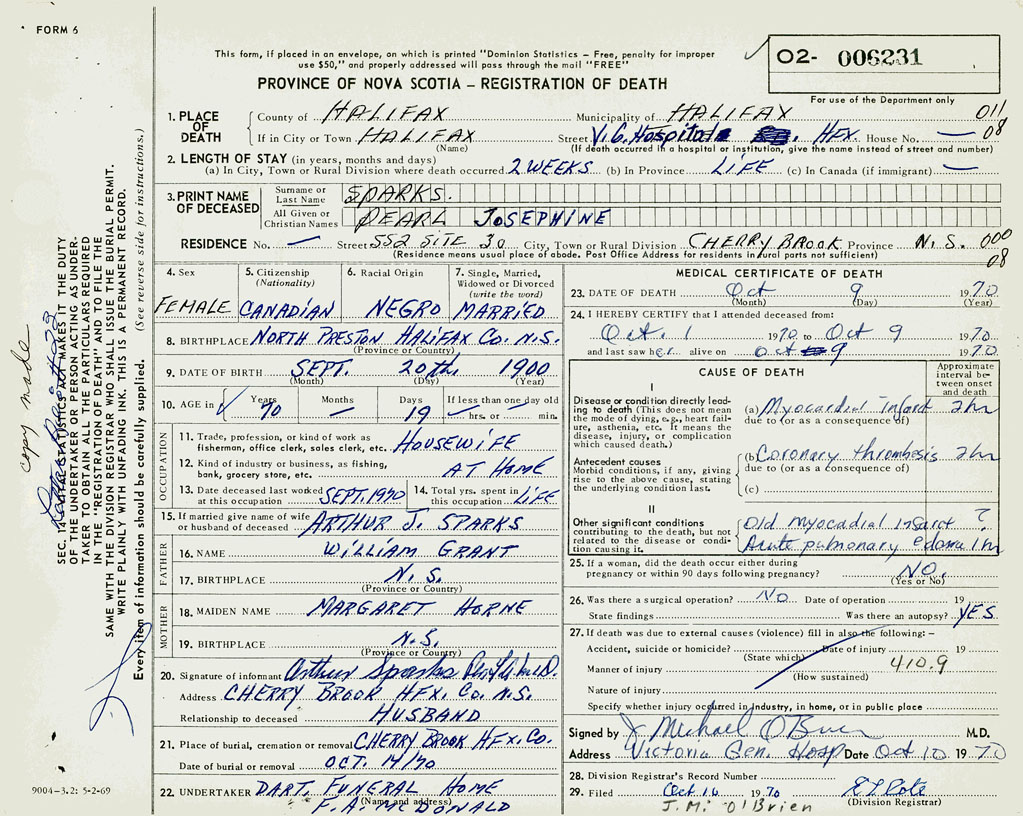 FORM 6
This form, if placed in an envelope, on which is printed "Dominion Statistics – Free, penalty for improper
use $50," and properly addressed will pass through the mail "FREE"
02- 006231
For use of the Department only
PROVINCE OF NOVA SCOTIA – REGISTRATION OF DEATH
1. PLACE OF DEATH
County of HALIFAX Municipality of HALIFAX 011
If in City or Town HALIFAX Street V.G. Hospital HFX. House No. — 08
(Name) (If death occurred in a hospital or institution, give the name instead of street and number)
2. LENGTH OF STAY (in years, months and days)
(a) In City, Town or Rural Division where death occurred 2 WEEKS (b) In Province LIFE (c) In Canada (if immigrant) —
3. PRINT NAME OF DECEASED
Surname or Last Name SPARKS.
All Given or Christian Names PEARL JOSEPHINE
RESIDENCE No. — Street SS2 SITE 30 City, Town or Rural Division CHERRY BROOK Province N.S. 000
(Residence means usual place of abode. Post Office Address for residents in rural parts not sufficient) 08
4. Sex FEMALE
5. Citizenship (Nationality) CANADIAN
6. Racial Origin NEGRO
7. Single, Married, Widowed or Divorced (write the word) MARRIED
8. BIRTHPLACE NORTH PRESTON HALIFAX CO. N.S.
(Province or Country)
9. DATE OF BIRTH SEPT. 20th. 1900
(Month) (Day) (Year)
10. AGE in Years 70 Months — Days 19 If less than one day old — hrs. or — min.
OCCUPATION
11. Trade, profession, or kind of work as fisherman, office clerk, sales clerk, etc. HOUSEWIFE
12. Kind of industry or business, as fishing, bank, grocery store, etc. AT HOME
13. Date deceased last worked at this occupation SEPT. 1970
14. Total yrs. spent in this occupation LIFE
15. If married give name of wife or husband of deceased ARTHUR J. SPARKS
FATHER
16. NAME WILLIAM GRANT
17. BIRTHPLACE N.S.
(Province or Country)
MOTHER
18. MAIDEN NAME MARGARET HORNE
19. BIRTHPLACE N.S.
(Province or Country)
20. Signature of informant Arthur Sparks
Address CHERRY BROOK HFX. CO. N.S.
Relationship to deceased HUSBAND
21. Place of burial, cremation or removal CHERRY BROOK HFX. CO.
Date of burial or removal OCT. 14/70
22. UNDERTAKER DART. FUNERAL HOME
(Name and address)
F. A. McDONALD
MEDICAL CERTIFICATE OF DEATH
23. DATE OF DEATH Oct 9 1970
(Month) (Day) (Year)
24. I HEREBY CERTIFY that I attended deceased from:
Oct. 1 1970 to Oct 9 1970
and last saw her alive on Oct 9 1970
CAUSE OF DEATH
Approximate interval between onset and death
I
Disease or condition directly leading to death (This does not mean the mode of dying, e.g., heart failure, asthenia, etc. It means the disease, injury, or complication which caused death.)
(a) Myocardial Infarct 2hr
due to (or as a consequence of)
Antecedent causes
Morbid conditions, if any, giving rise to the above cause, stating the underlying condition last.
(b) Coronary thrombosis 2hr
due to (or as a consequence of)
(c)
II
Other significant conditions contributing to the death, but not related to the disease or condition causing it.
Old Myocadial Infarct ?
Acute pulmonary edema 1hr
25. If a woman, did the death occur either during pregnancy or within 90 days following pregnancy? NO.
(Yes or No)
26. Was there a surgical operation? NO Date of operation 19
State findings Was there an autopsy? YES
27. If death was due to external causes (violence) fill in also the following: –
Accident, suicide or homicide? Date of injury 19
(State which)
Manner of injury 410.9
(How sustained)
Nature of injury
Specify whether injury occurred in Industry, in home, or in public place
Signed by J. Michael O'Brien M.D.
Address Victoria Gen. Hosp Date Oct 10 1970
28. Division Registrar's Record Number
29. Filed Oct 16 1970
(Division Registrar)
J.M. O'Brien
copy made
SEC. 14 STATISTICS ACT MAKES IT THE DUTY
OF THE UNDERTAKER OR PERSON ACTING AS UNDER-
TAKER TO OBTAIN ALL THE PARTICULARS REQUIRED
IN THE "REGISTRATION OF DEATH" AND TO FILE THE
SAME WITH THE DIVISION REGISTRAR WHO SHALL ISSUE THE BURIAL PERMIT.
WRITE PLAINLY WITH UNFADING INK. THIS IS A PERMANENT RECORD.
Every item of information should be carefully supplied. (See reverse side for instructions.)
9004–3.2: 5-2-69